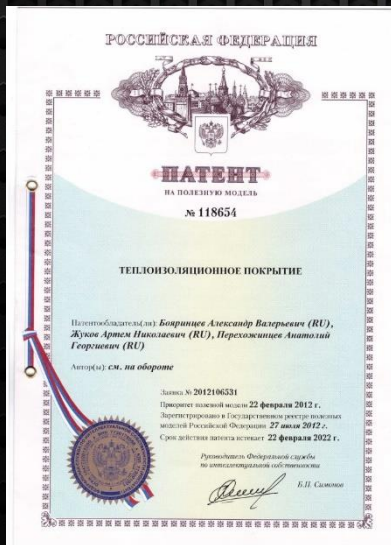 РОССИЙСКАЯ ФЕДЕРАЦИЯ
ПАТЕНТ
НА ПОЛЕЗНУЮ МОДЕЛЬ
№ 118654
ТЕПЛОИЗОЛЯЦИОННОЕ ПОКРЫТИЕ
Патентообладатель(ли): Бояринцев Александр Валерьевич (RU),
Жуков Артем Николаевич (RU), Перехожинцев Анатолий
Георгиевич (RU)
Автор(ы): см. на обороте
Заявка № 2012106531
Приоритет полезной модели 22 февраля 2012 г.
Зарегистрировано в Государственном реестре полезных
моделей Российской Федерации 27 июля 2012 г.
Срок действия патента истекает 22 февраля 2022 г.
Руководитель Федеральной службы
по интеллектуальной собственности
Б.П. Симонов